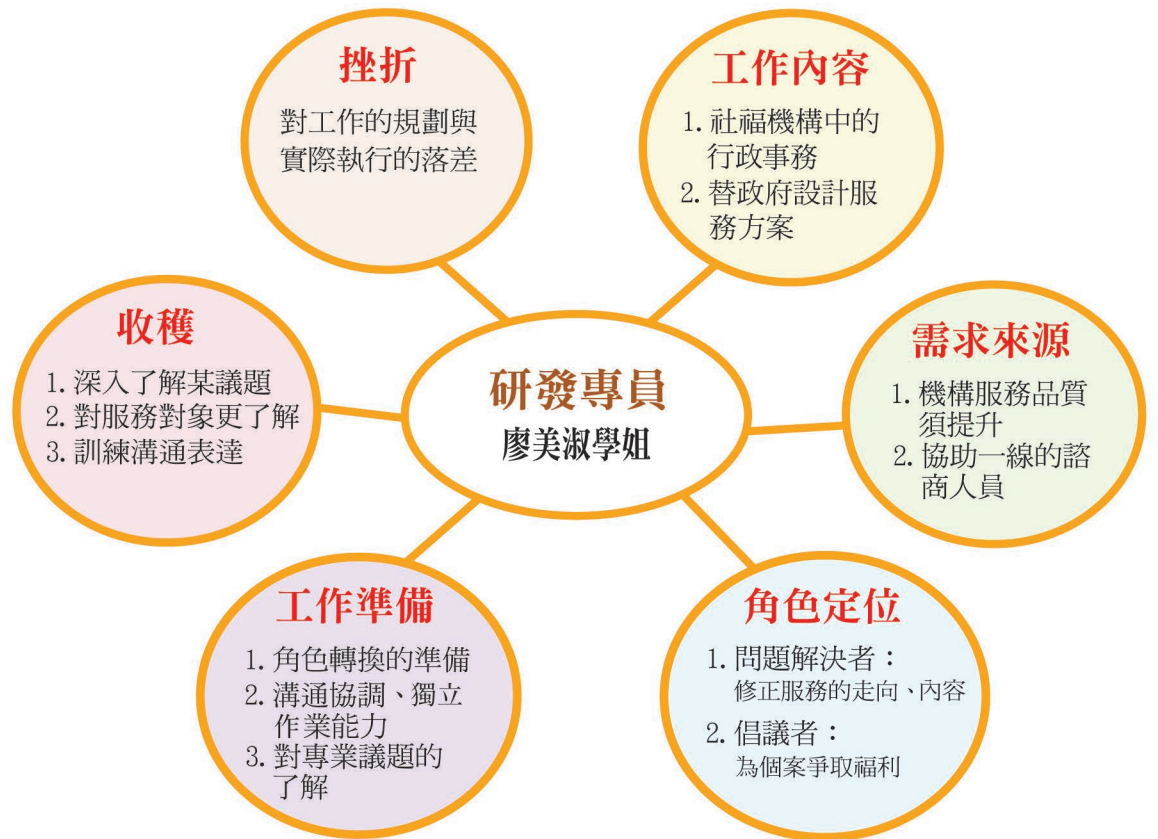 挫折
對工作的規劃與
實際執行的落差
工作內容
1. 社福機構中的
行政事務
2. 替政府設計服
務方案
收穫
1. 深入了解某議題
2. 對服務對象更了解
3. 訓練溝通表達
研發專員
廖美淑學姐
需求來源
1. 機構服務品質
須提升
2. 協助一線的諮
商人員
工作準備
1. 角色轉換的準備
2. 溝通協調、獨立
作業能力
3. 對專業議題的
了解
角色定位
1. 問題解決者：
修正服務的走向、內容
2. 倡議者：
為個案爭取福利